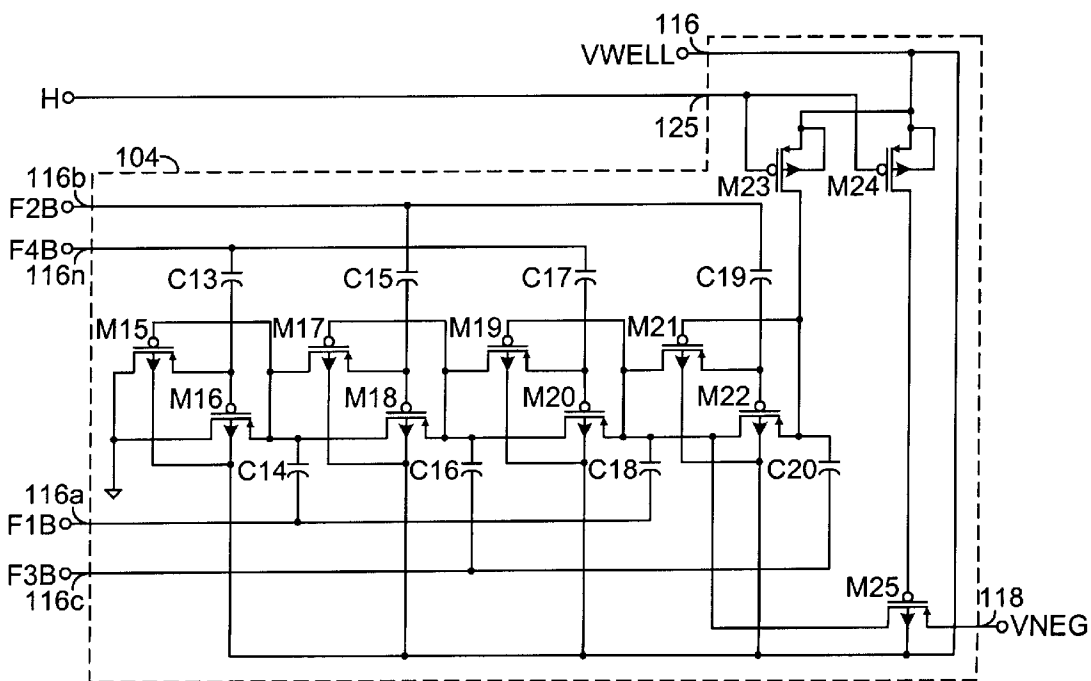 116
VWELL
H
125
104
M23
M24
116b
F2B
F4B
116n
C13
C15
C17
C19
M15
M17
M19
M21
M16
M18
M20
M22
C14
C16
C18
C20
116a
F1B
F3B
116c
M25
118
VNEG